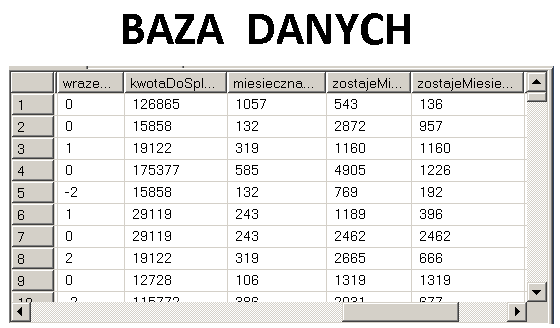 BAZA DANYCH
wraze... kwotaDoSpl... miesieczna... zostajeMi... zostajeMiesie...
1 0 126865 1057 543 136
2 0 15858 132 2872 957
3 1 19122 319 1160 1160
4 0 175377 585 4905 1226
5 -2 15858 132 769 192
6 1 29119 243 1189 396
7 0 29119 243 2462 2462
8 2 19122 319 2665 666
9 0 12728 106 1319 1319
10 -2 115772 386 2031 677